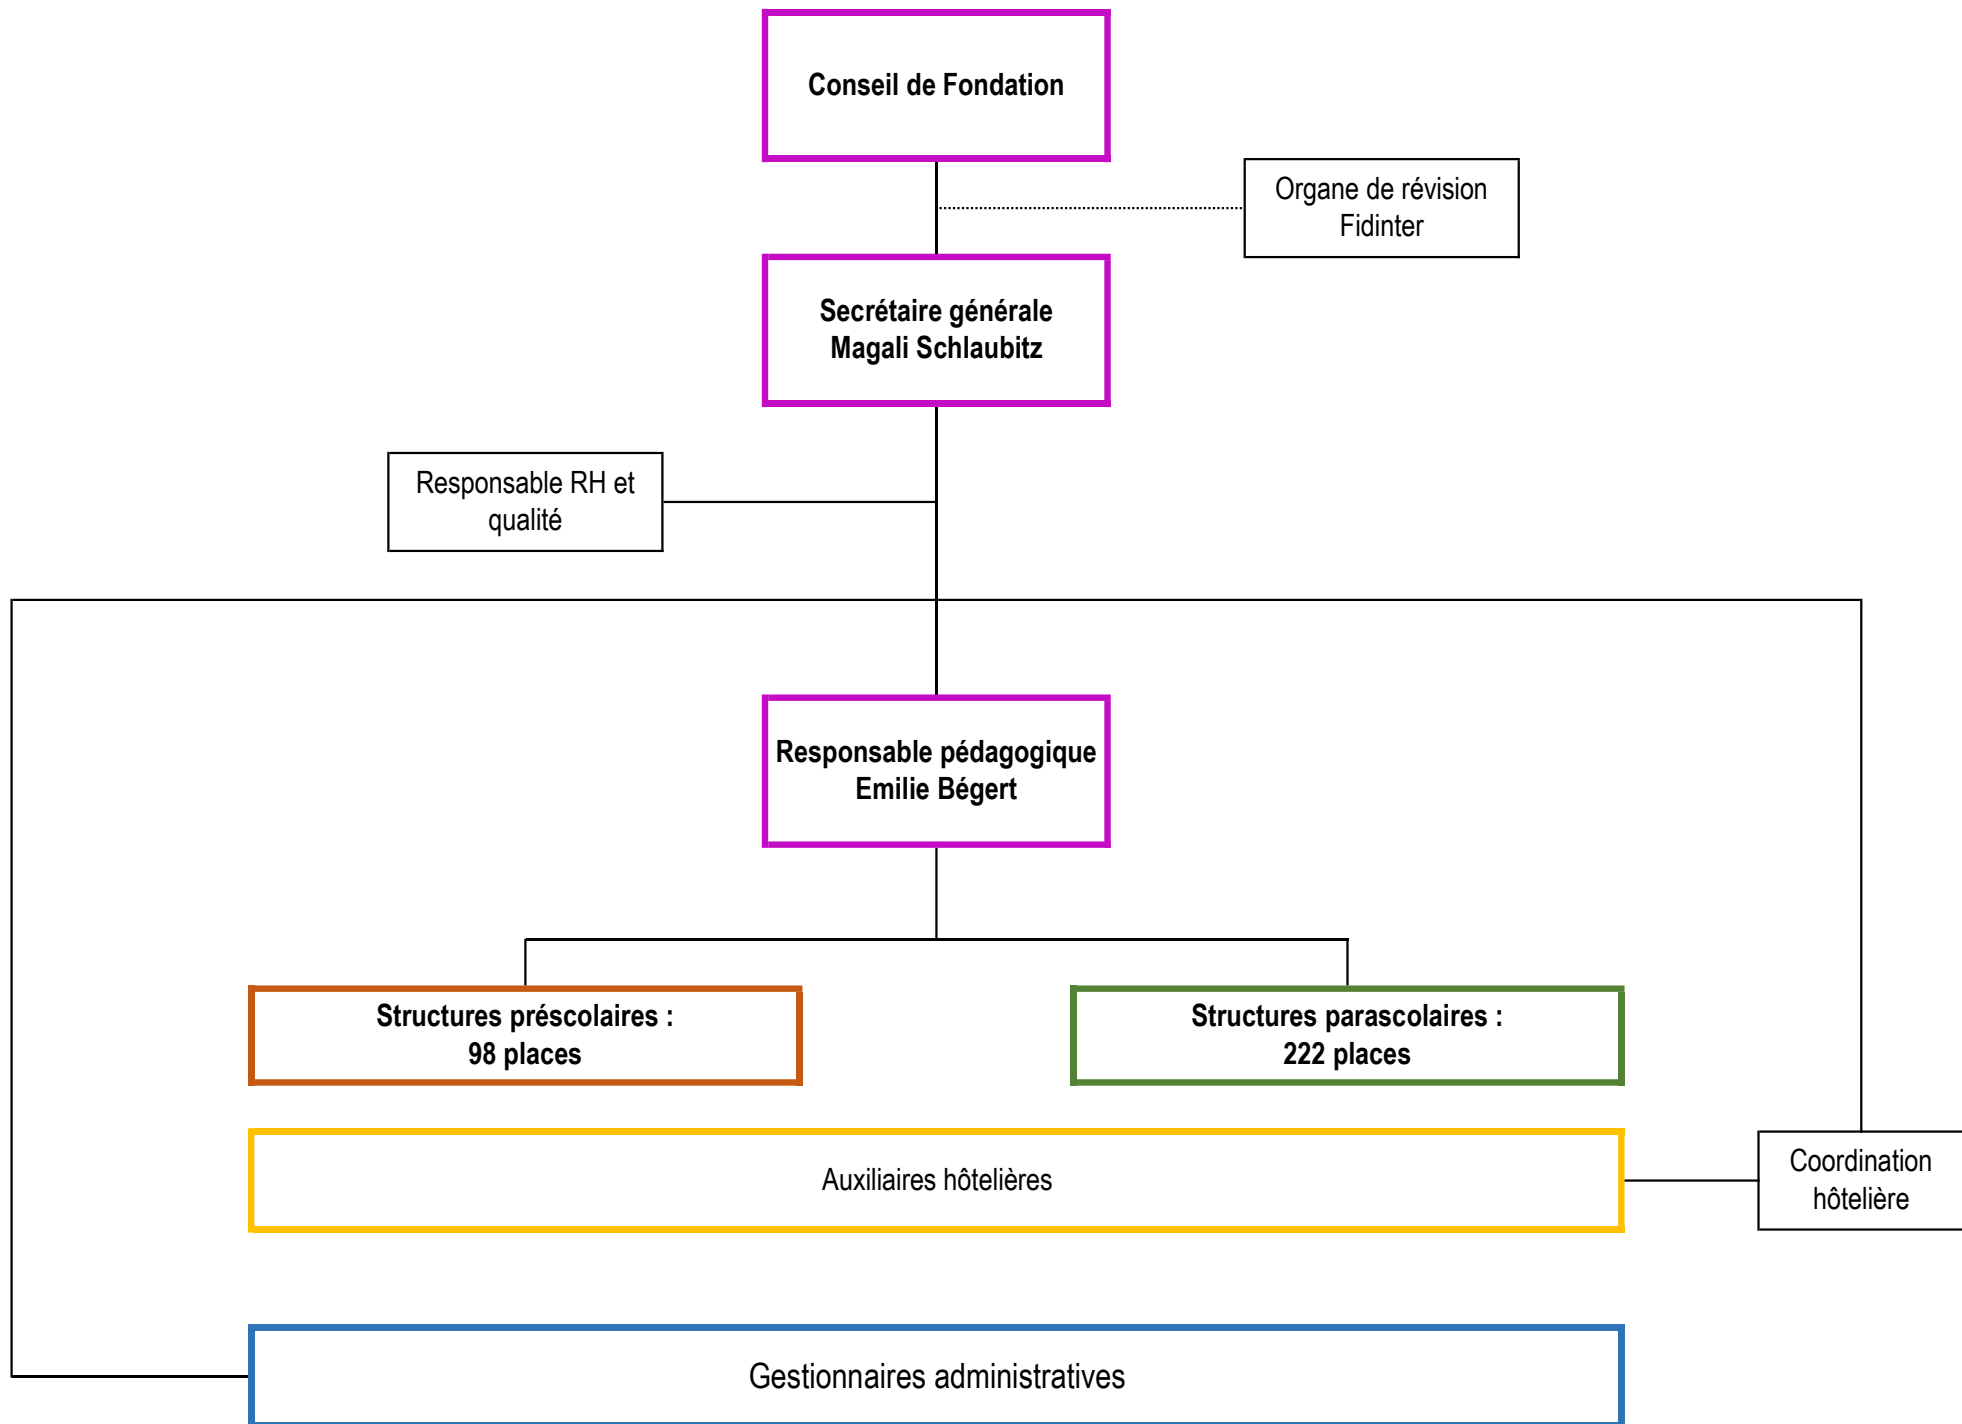 Conseil de Fondation
Organe de révision
Fidinter
Secrétaire générale
Magali Schlaubitz
Responsable RH et
qualité
Responsable pédagogique
Emilie Bégert
Structures préscolaires :
98 places
Structures parascolaires :
222 places
Auxiliaires hôtelières
Coordination
hôtelière
Gestionnaires administratives